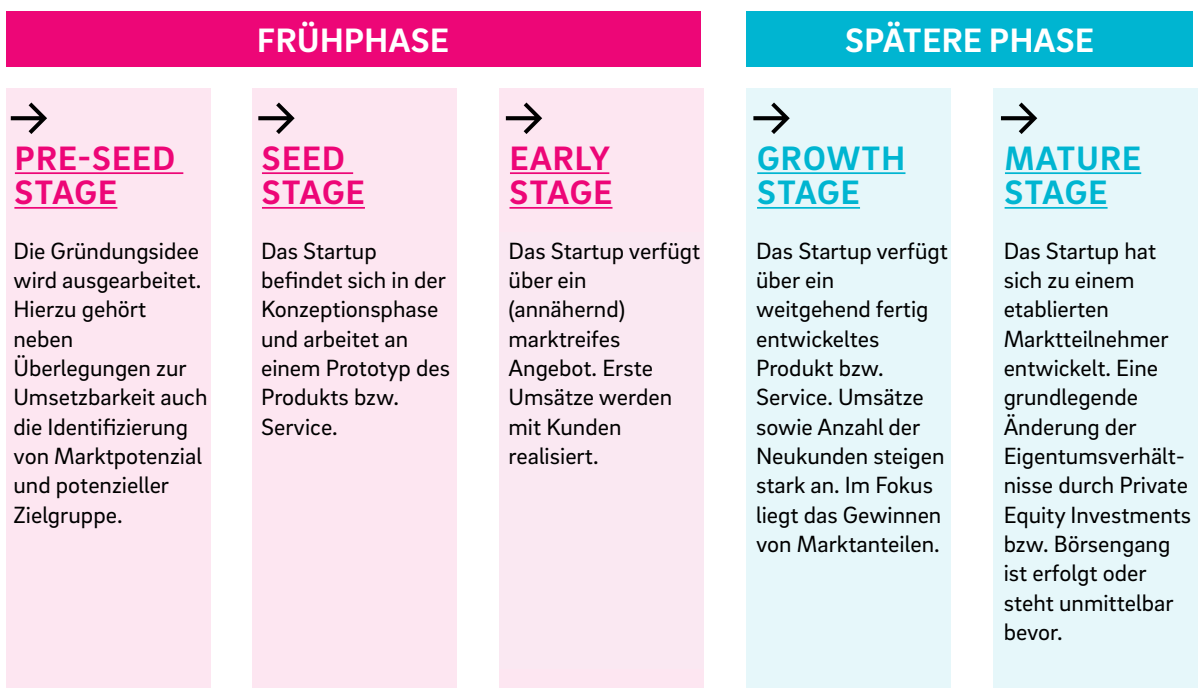 FRÜHPHASE
SPÄTERE PHASE
PRE-SEED
STAGE
Die Gründungsidee
wird ausgearbeitet.
Hierzu gehört
neben
Überlegungen zur
Umsetzbarkeit auch
die Identifizierung
von Marktpotenzial
und potenzieller
Zielgruppe.
SEED
STAGE
Das Startup
befindet sich in der
Konzeptionsphase
und arbeitet an
einem Prototyp des
Produkts bzw.
Service.
EARLY
STAGE
Das Startup verfügt
über ein
(annähernd)
marktreifes
Angebot. Erste
Umsätze werden
mit Kunden
realisiert.
GROWTH
STAGE
Das Startup verfügt
über ein
weitgehend fertig
entwickeltes
Produkt bzw.
Service. Umsätze
sowie Anzahl der
Neukunden steigen
stark an. Im Fokus
liegt das Gewinnen
von Marktanteilen.
MATURE
STAGE
Das Startup hat
sich zu einem
etablierten
Marktteilnehmer
entwickelt. Eine
grundlegende
Änderung der
Eigentumsverhält-
nisse durch Private
Equity Investments
bzw. Börsengang
ist erfolgt oder
steht unmittelbar
bevor.